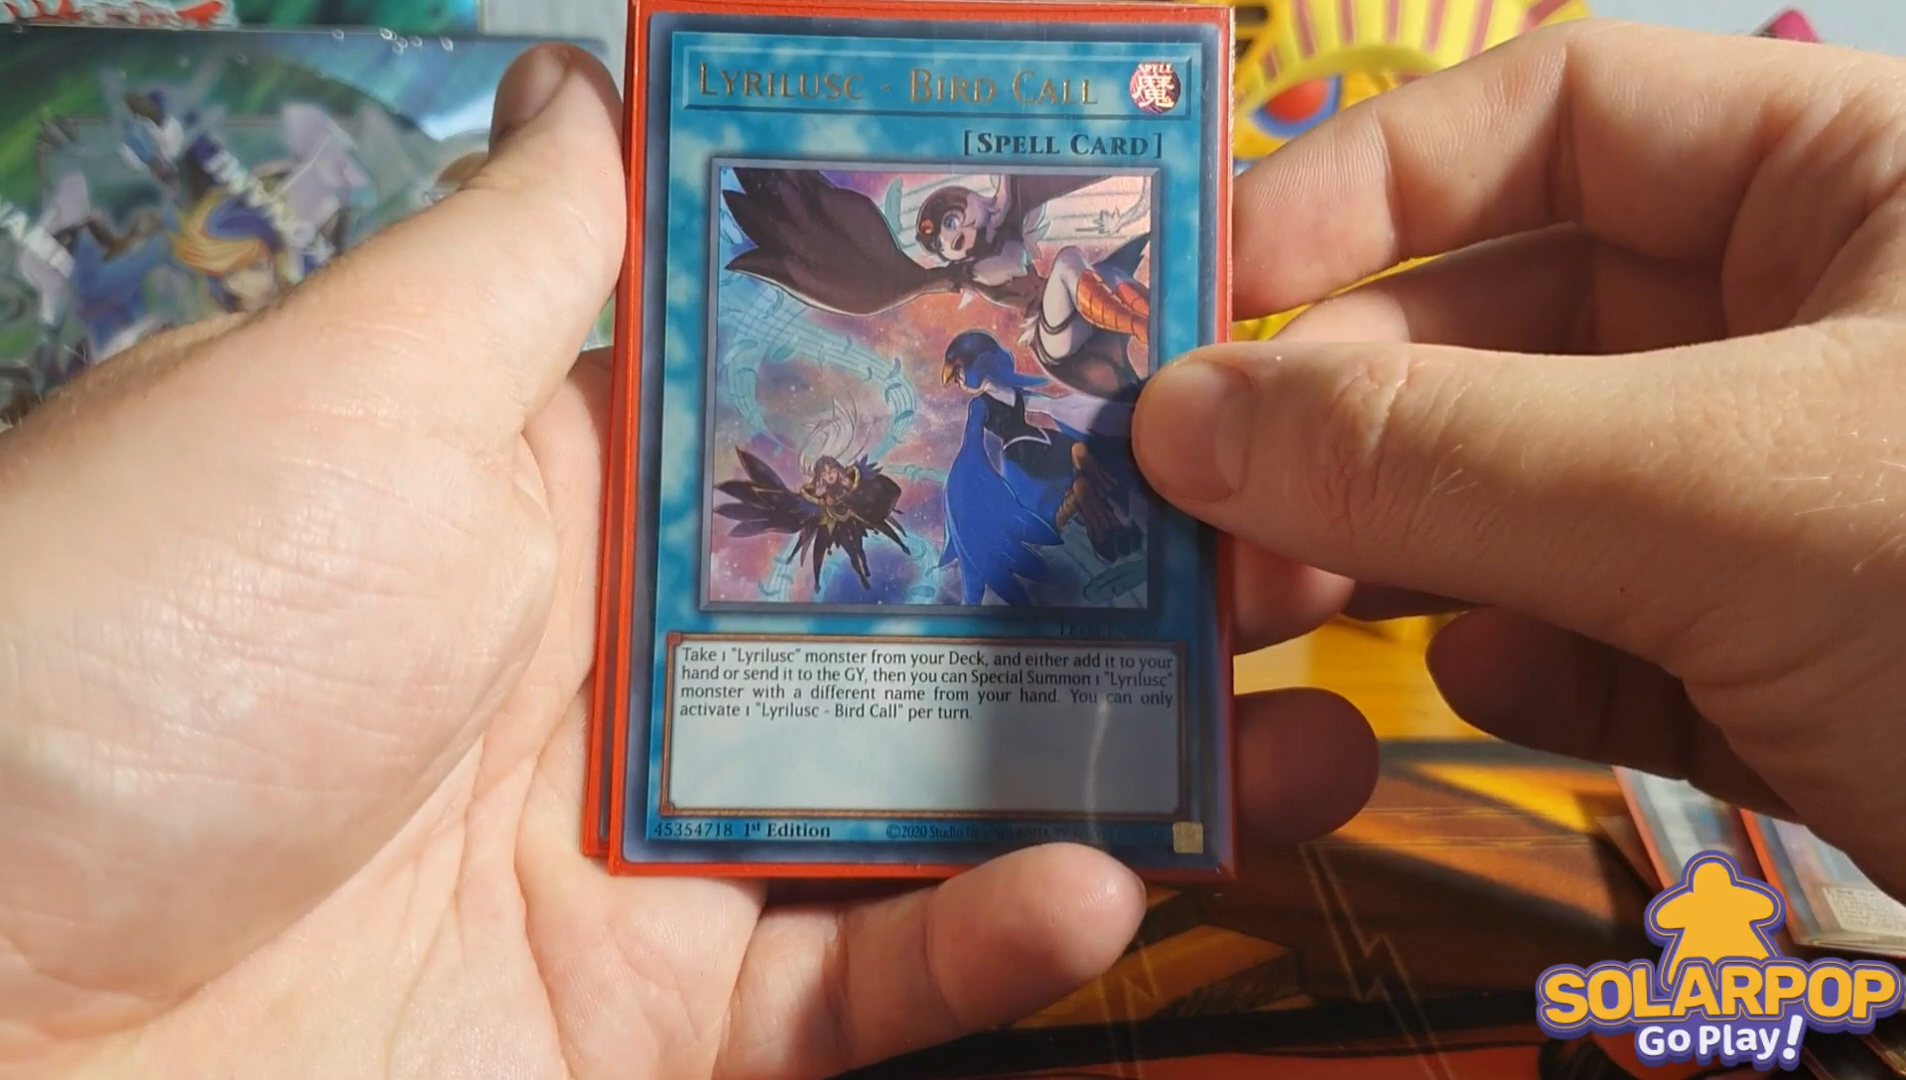 LYRILUSC - BIRD CALL
SPELL
魔
[SPELL CARD]
Take 1 "Lyrilusc" monster from your Deck, and either add it to your
hand or send it to the GY, then you can Special Summon 1 "Lyrilusc"
monster with a different name from your hand. You can only
activate 1 "Lyrilusc - Bird Call" per turn.
45354718 1st Edition
©2020 Studio
SOLARPOP
Go Play!